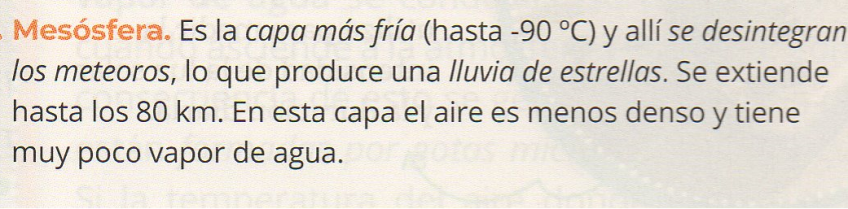 Mesósfera. Es la capa más fría (hasta -90 ºC) y allí se desintegran
los meteoros, lo que produce una lluvia de estrellas. Se extiende
hasta los 80 km. En esta capa el aire es menos denso y tiene
muy poco vapor de agua.